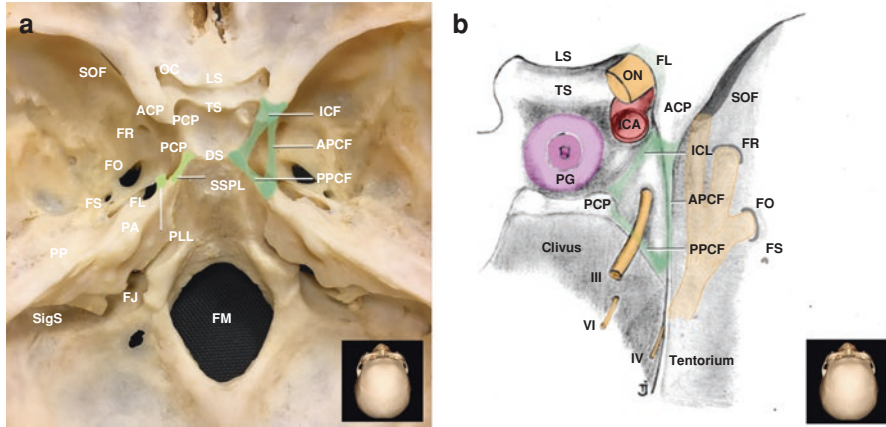 a
SOF
OC
LS
ACP
TS
PCP
ICF
FR
PCP
DS
APCF
FO
SSPL
PPCF
FS
FL
PA
PLL
PP
FJ
SigS
FM
b
LS
FL
ON
TS
ACP
SOF
ICA
ICL
FR
PG
PCP
APCF
FO
Clivus
PPCF
FS
III
VI
IV
Tentorium